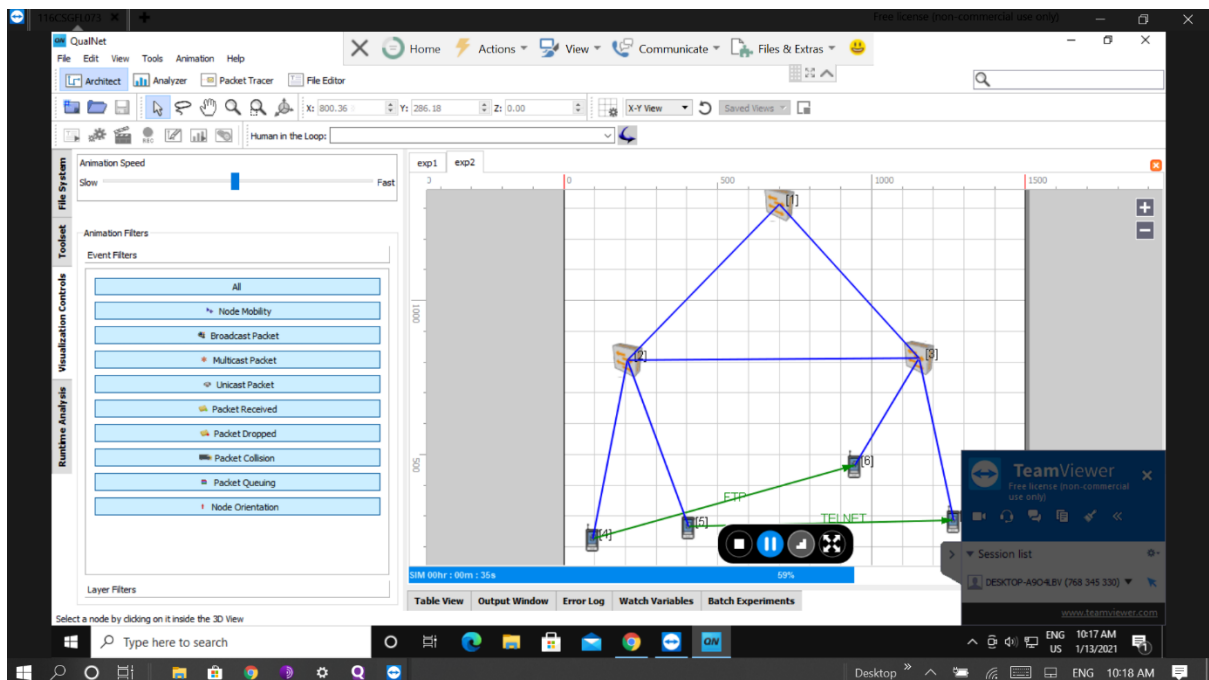 116CSGFL073
Free license (non-commercial use only)
QualNet
File Edit View Tools Animation Help
Home Actions View Communicate Files & Extras
Architect Analyzer Packet Tracer File Editor
X: 800.36 Y: 286.18 Z: 0.00 X-Y View Saved Views
REC Human in the Loop:
File System
Toolset
Visualization Controls
Runtime Analysis
Animation Speed
Slow Fast
Animation Filters
Event Filters
All
Node Mobility
Broadcast Packet
Multicast Packet
Unicast Packet
Packet Received
Packet Dropped
Packet Collision
Packet Queuing
Node Orientation
Layer Filters
exp1 exp2
0 500 1000 1500
[1]
1000
[2] [3]
500
[6]
FTP
[5] TELNET
[4]
SIM 00hr : 00m : 35s 59%
Table View Output Window Error Log Watch Variables Batch Experiments
TeamViewer
Free license (non-commercial
use only)
Session list
DESKTOP-A9O4LBV (768 345 330)
www.teamviewer.com
Select a node by clicking on it inside the 3D View
Type here to search
QN
ENG 10:17 AM
US 1/13/2021
Desktop ENG 10:18 AM